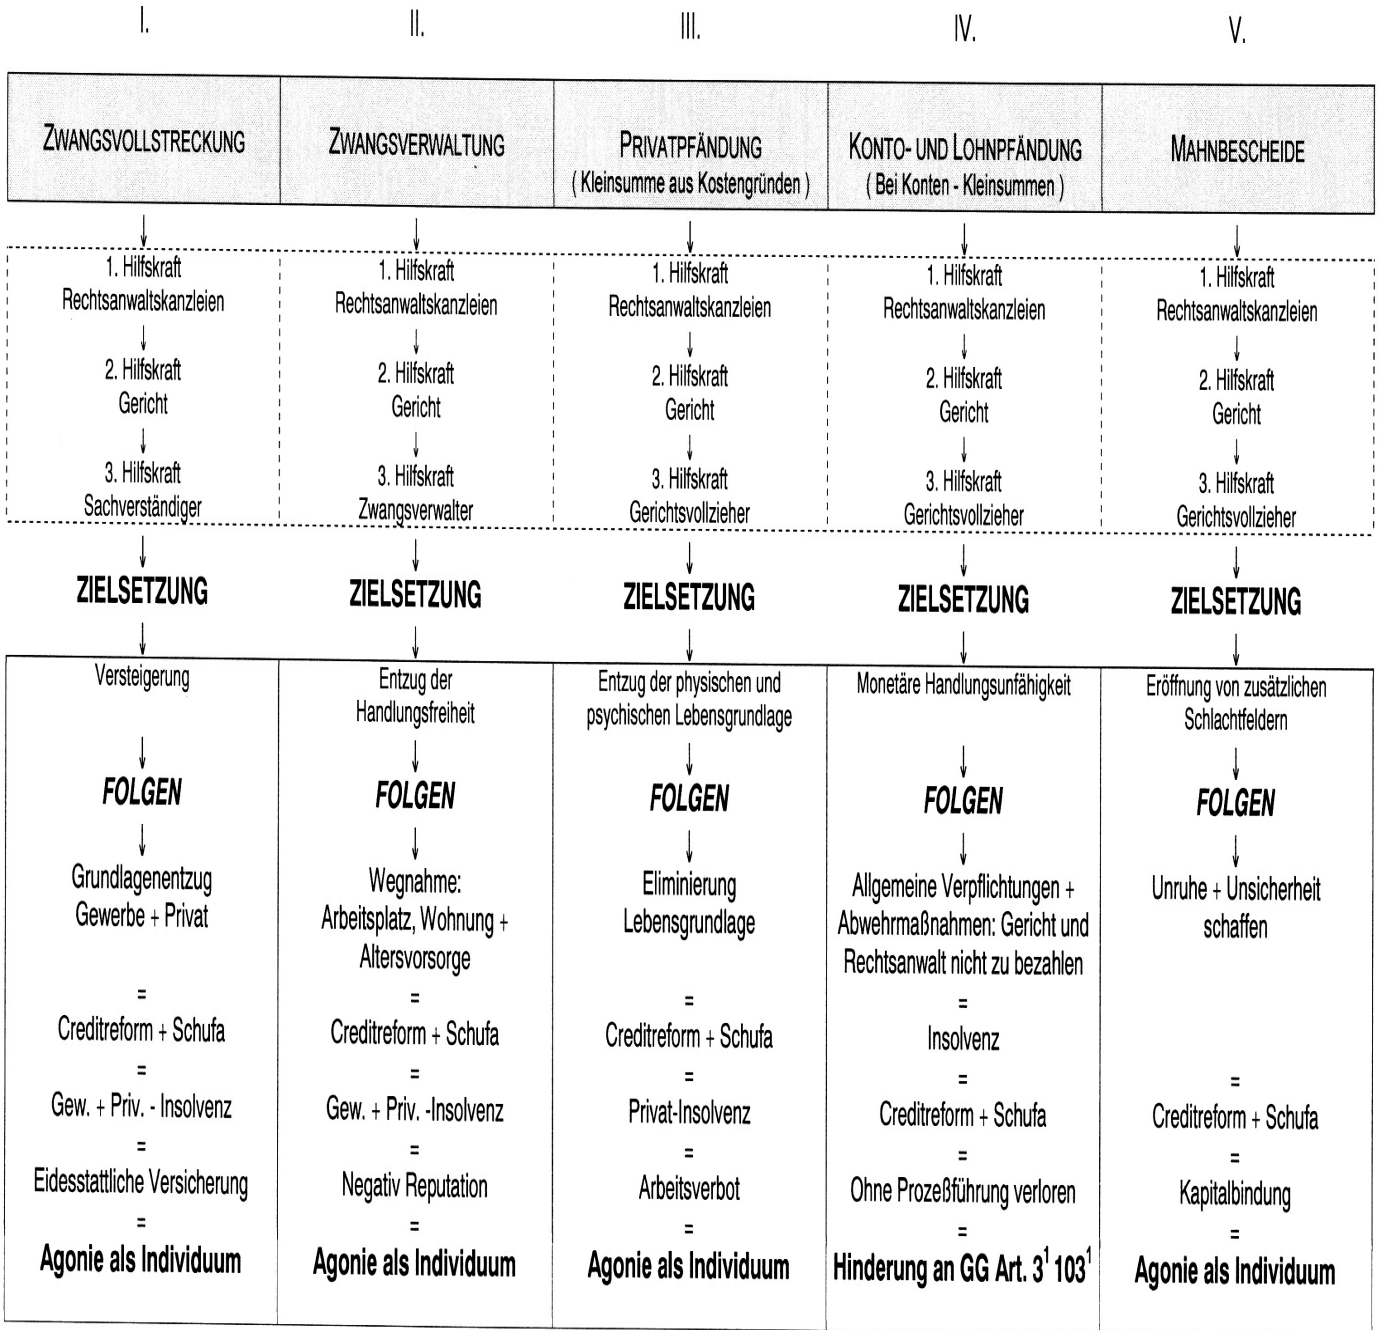 I.
II.
III.
IV.
V.
ZWANGSVOLLSTRECKUNG
ZWANGSVERWALTUNG
PRIVATPFÄNDUNG
( Kleinsumme aus Kostengründen )
KONTO- UND LOHNPFÄNDUNG
( Bei Konten - Kleinsummen )
MAHNBESCHEIDE
1. Hilfskraft
Rechtsanwaltskanzleien
2. Hilfskraft
Gericht
3. Hilfskraft
Sachverständiger
ZIELSETZUNG
Versteigerung
FOLGEN
Grundlagenentzug
Gewerbe + Privat
=
Creditreform + Schufa
=
Gew. + Priv. - Insolvenz
=
Eidesstattliche Versicherung
=
Agonie als Individuum
1. Hilfskraft
Rechtsanwaltskanzleien
2. Hilfskraft
Gericht
3. Hilfskraft
Zwangsverwalter
ZIELSETZUNG
Entzug der
Handlungsfreiheit
FOLGEN
Wegnahme:
Arbeitsplatz, Wohnung +
Altersvorsorge
=
Creditreform + Schufa
=
Gew. + Priv. -Insolvenz
=
Negativ Reputation
=
Agonie als Individuum
1. Hilfskraft
Rechtsanwaltskanzleien
2. Hilfskraft
Gericht
3. Hilfskraft
Gerichtsvollzieher
ZIELSETZUNG
Entzug der physischen und
psychischen Lebensgrundlage
FOLGEN
Eliminierung
Lebensgrundlage
=
Creditreform + Schufa
=
Privat-Insolvenz
=
Arbeitsverbot
=
Agonie als Individuum
1. Hilfskraft
Rechtsanwaltskanzleien
2. Hilfskraft
Gericht
3. Hilfskraft
Gerichtsvollzieher
ZIELSETZUNG
Monetäre Handlungsunfähigkeit
FOLGEN
Allgemeine Verpflichtungen +
Abwehrmaßnahmen: Gericht und
Rechtsanwalt nicht zu bezahlen
=
Insolvenz
=
Creditreform + Schufa
=
Ohne Prozeßführung verloren
=
Hinderung an GG Art. 3¹ 103¹
1. Hilfskraft
Rechtsanwaltskanzleien
2. Hilfskraft
Gericht
3. Hilfskraft
Gerichtsvollzieher
ZIELSETZUNG
Eröffnung von zusätzlichen
Schlachtfeldern
FOLGEN
Unruhe + Unsicherheit
schaffen
=
Creditreform + Schufa
=
Kapitalbindung
=
Agonie als Individuum